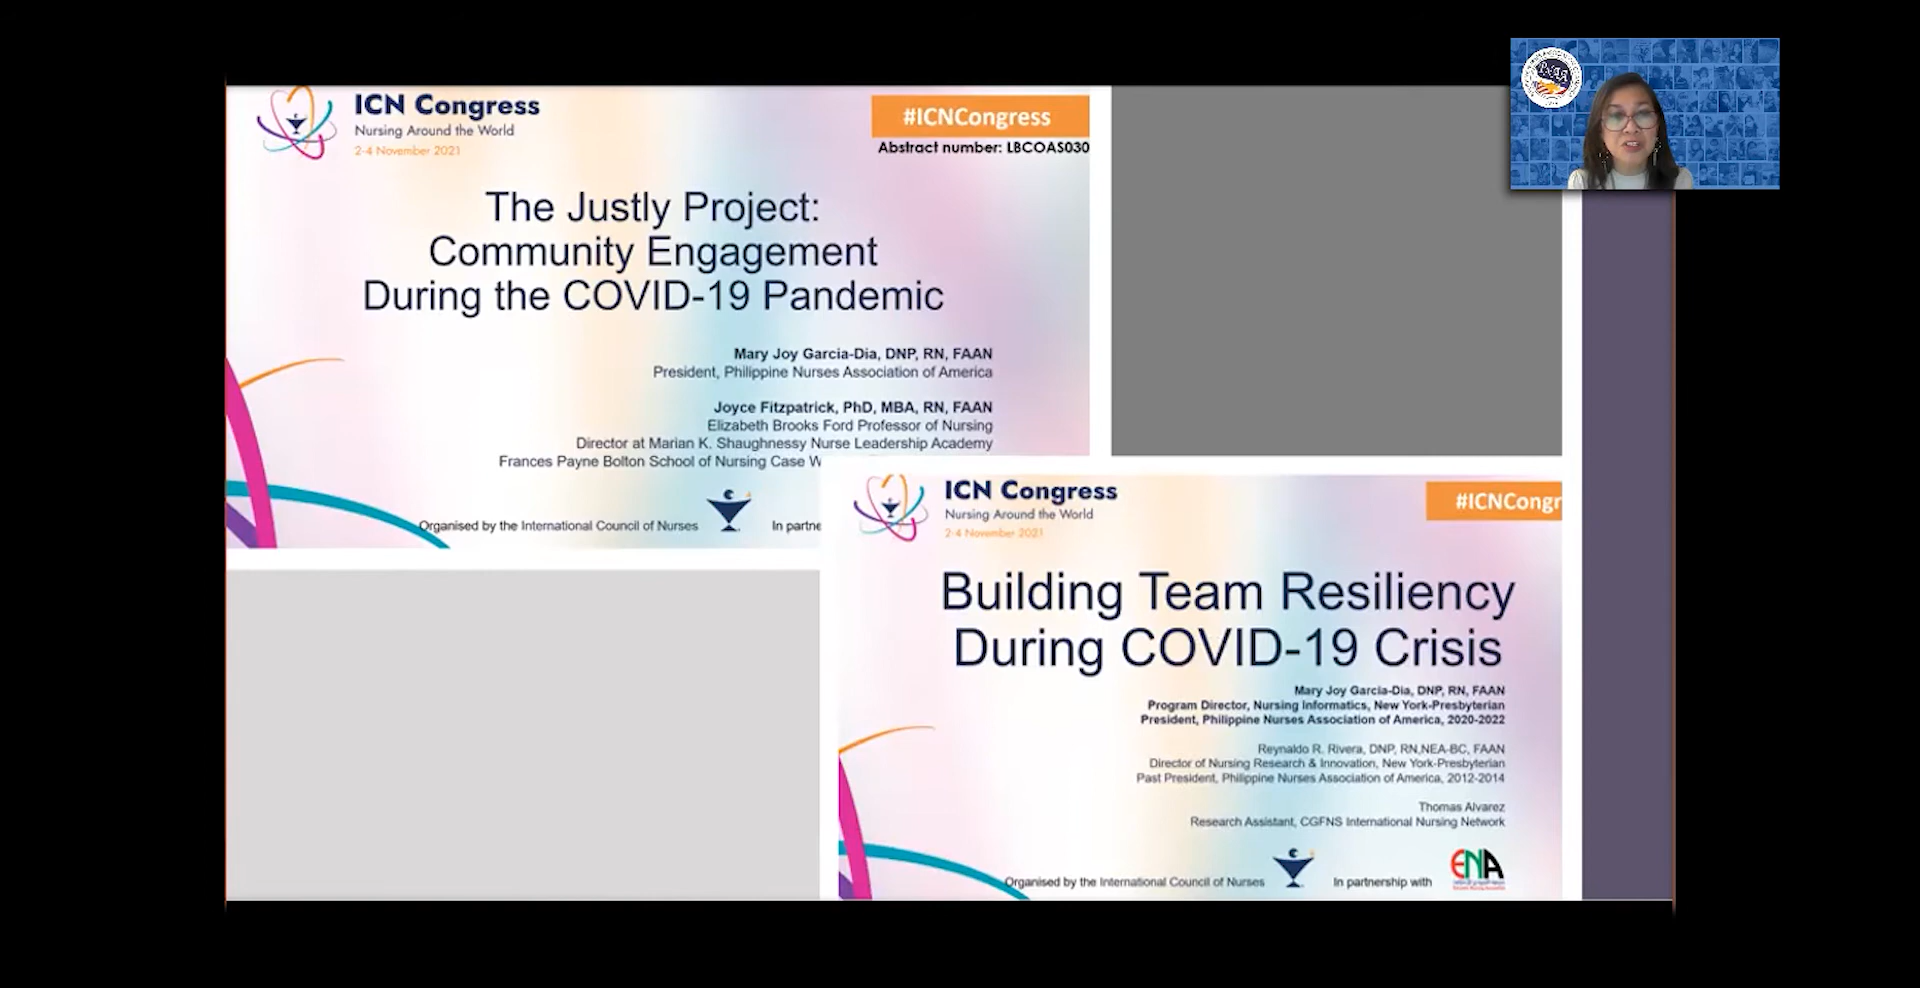 ICN Congress
Nursing Around the World
2-4 November 2021
#ICNCongress
Abstract number: LBCOAS030
The Justly Project:
Community Engagement
During the COVID-19 Pandemic
Mary Joy Garcia-Dia, DNP, RN, FAAN
President, Philippine Nurses Association of America
Joyce Fitzpatrick, PhD, MBA, RN, FAAN
Elizabeth Brooks Ford Professor of Nursing
Director at Marian K. Shaughnessy Nurse Leadership Academy
Frances Payne Bolton School of Nursing Case W
Organised by the International Council of Nurses
In partne
PNAA
ICN Congress
Nursing Around the World
2-4 November 2021
#ICNCongr
Building Team Resiliency
During COVID-19 Crisis
Mary Joy Garcia-Dia, DNP, RN, FAAN
Program Director, Nursing Informatics, New York-Presbyterian
President, Philippine Nurses Association of America, 2020-2022
Reynaldo R. Rivera, DNP, RN,NEA-BC, FAAN
Director of Nursing Research & Innovation, New York-Presbyterian
Past President, Philippine Nurses Association of America, 2012-2014
Thomas Alvarez
Research Assistant, CGFNS International Nursing Network
Organised by the International Council of Nurses
In partnership with
ENA